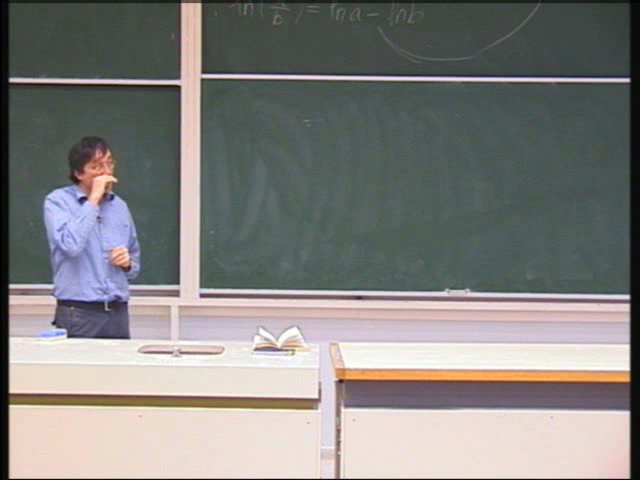 ln(a/b) = ln a - ln b